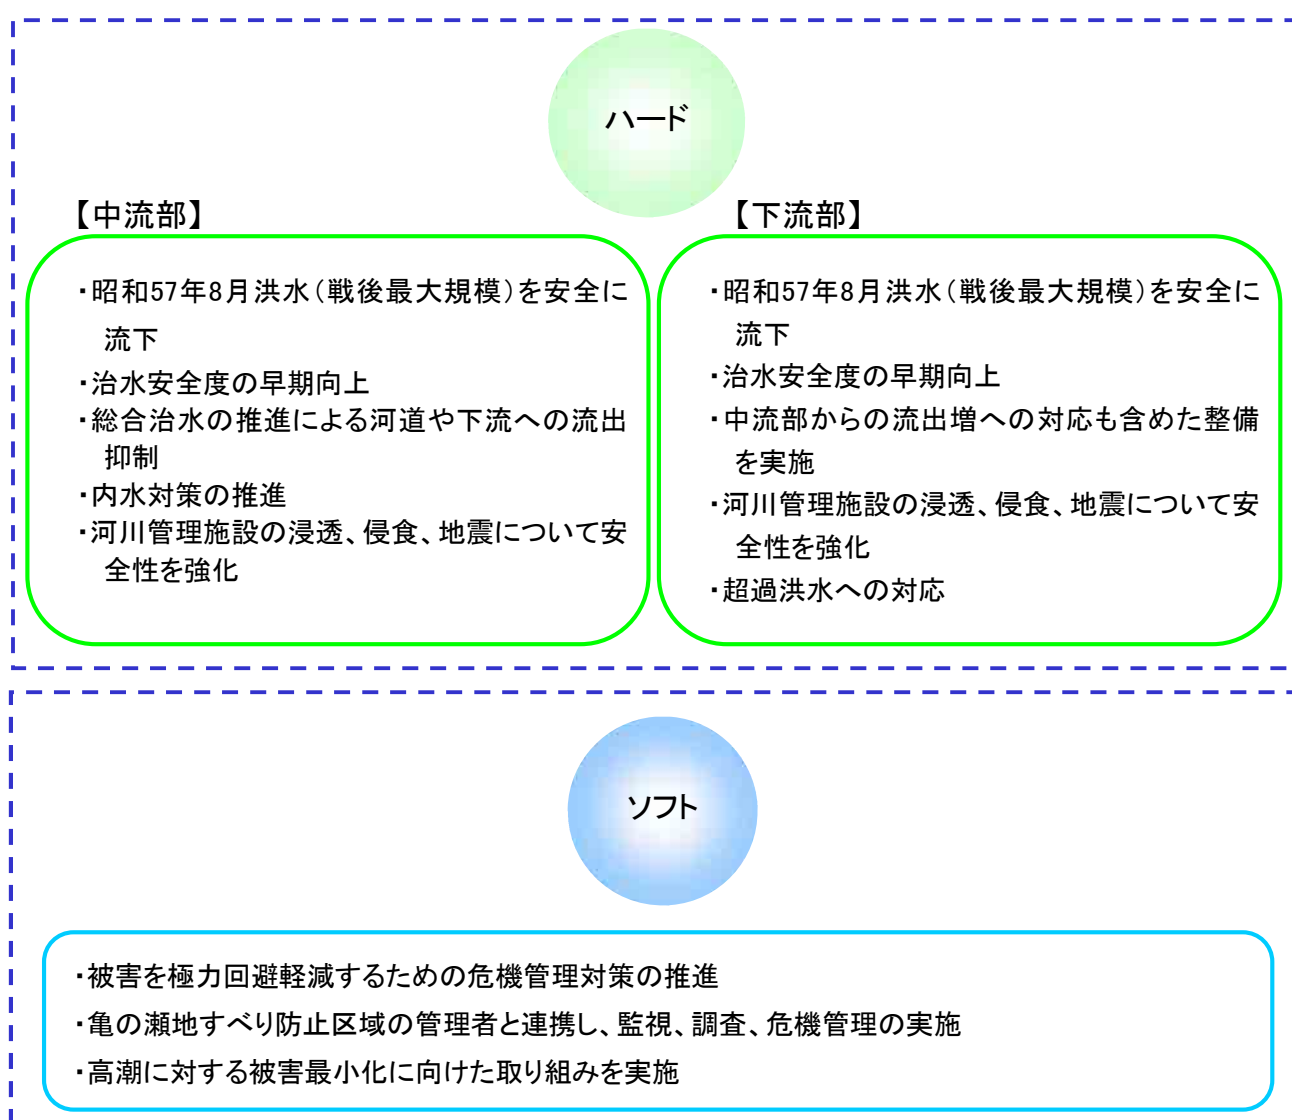 ハード
【中流部】
・昭和57年8月洪水(戦後最大規模)を安全に
流下
・治水安全度の早期向上
・総合治水の推進による河道や下流への流出
抑制
・内水対策の推進
・河川管理施設の浸透、侵食、地震について安
全性を強化
【下流部】
・昭和57年8月洪水(戦後最大規模)を安全に
流下
・治水安全度の早期向上
・中流部からの流出増への対応も含めた整備
を実施
・河川管理施設の浸透、侵食、地震について安
全性を強化
・超過洪水への対応
ソフト
・被害を極力回避軽減するための危機管理対策の推進
・亀の瀬地すべり防止区域の管理者と連携し、監視、調査、危機管理の実施
・高潮に対する被害最小化に向けた取り組みを実施